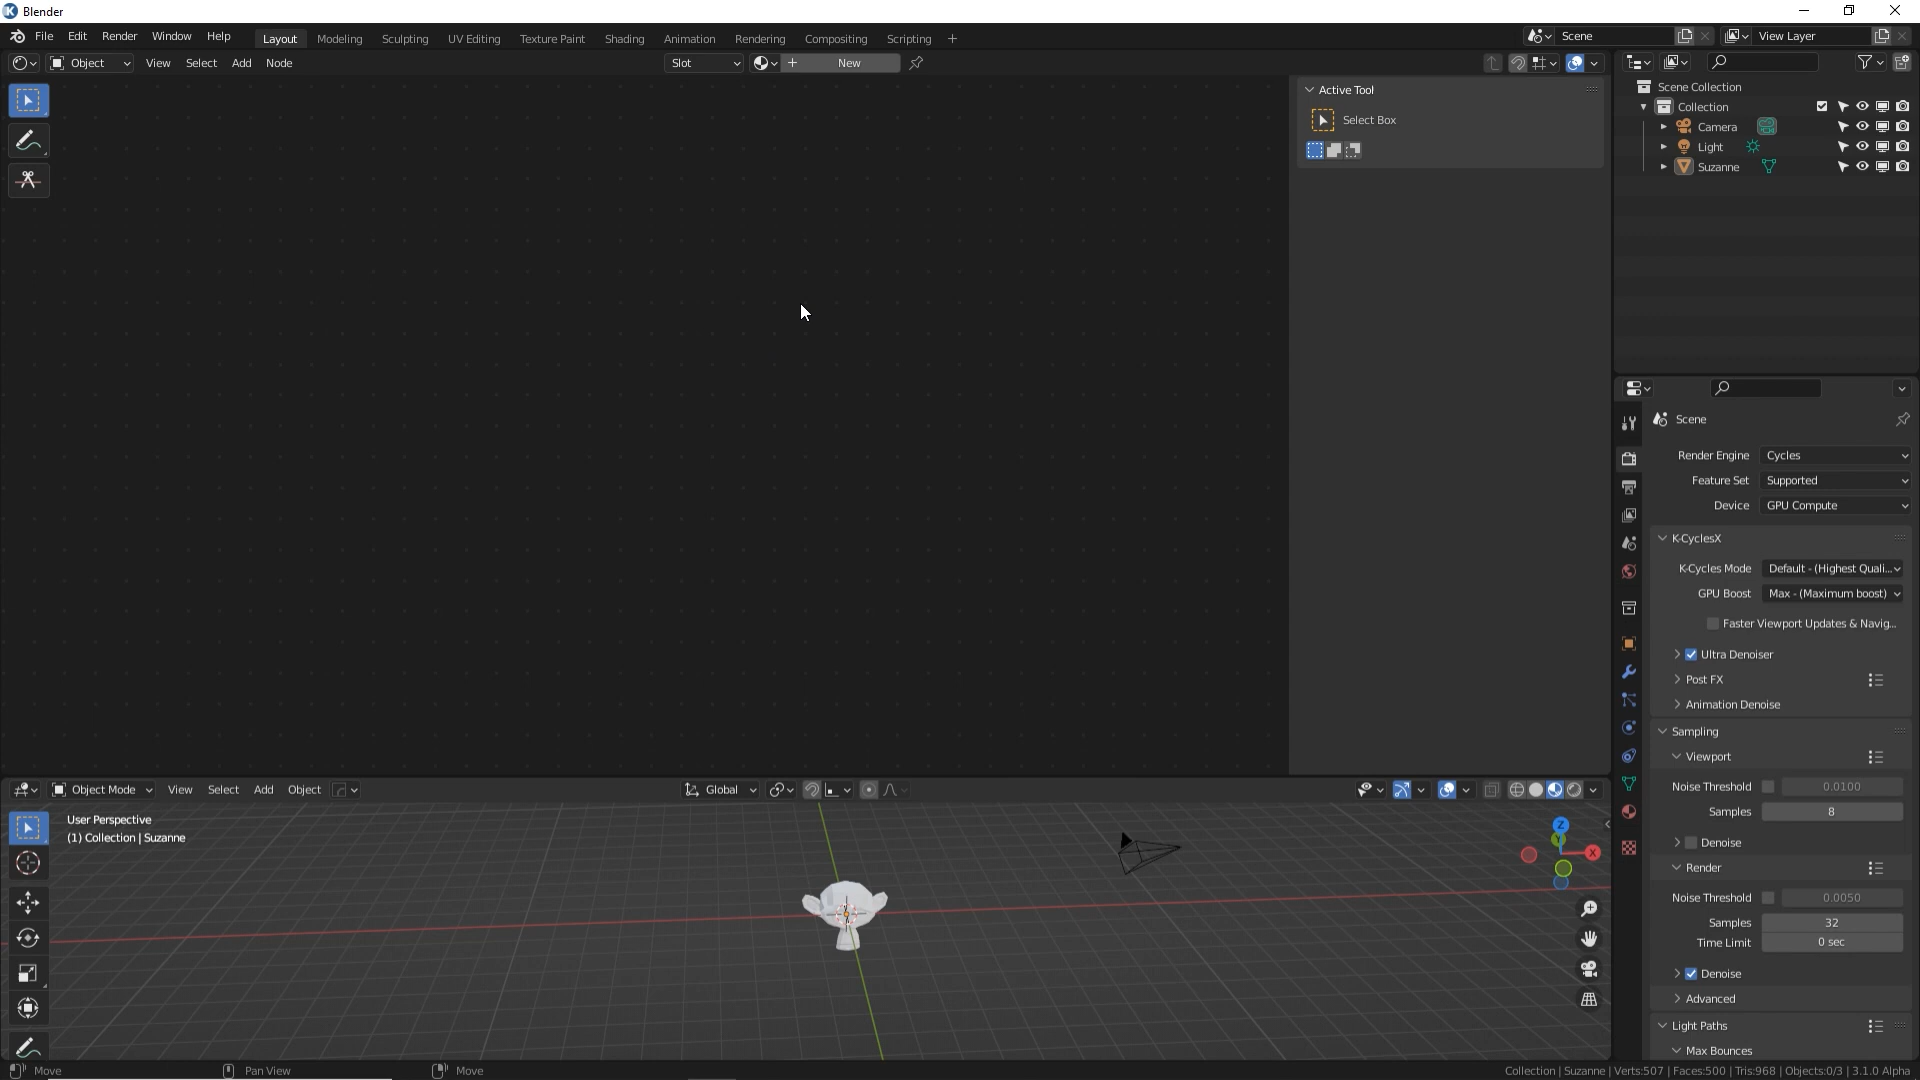 Blender
File Edit Render Window Help
Layout Modeling Sculpting UV Editing Texture Paint Shading Animation Rendering Compositing Scripting +
Scene
View Layer
Object View Select Add Node
Slot
New
Active Tool
Select Box
Scene Collection
Collection
Camera
Light
Suzanne
Scene
Render Engine Cycles
Feature Set Supported
Device GPU Compute
K-CyclesX
K-Cycles Mode Default - (Highest Quali...
GPU Boost Max - (Maximum boost)
Faster Viewport Updates & Navig...
Ultra Denoiser
Post FX
Animation Denoise
Sampling
Viewport
Noise Threshold 0.0100
Samples 8
Denoise
Render
Noise Threshold 0.0050
Samples 32
Time Limit 0 sec
Denoise
Advanced
Light Paths
Max Bounces
Object Mode View Select Add Object
Global
User Perspective
(1) Collection | Suzanne
Z
Y
X
Move
Pan View
Move
Collection | Suzanne | Verts:507 | Faces:500 | Tris:968 | Objects:0/3 | 3.1.0 Alpha